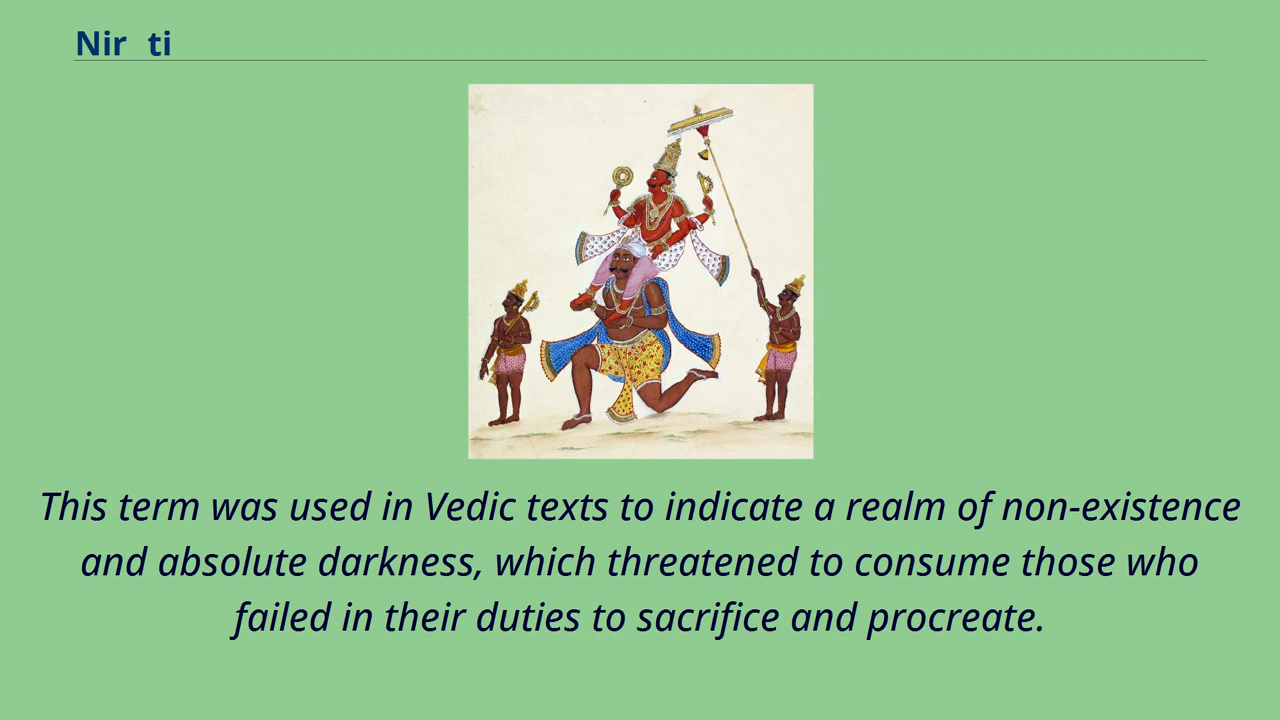 Nir ti
This term was used in Vedic texts to indicate a realm of non-existence
and absolute darkness, which threatened to consume those who
failed in their duties to sacrifice and procreate.